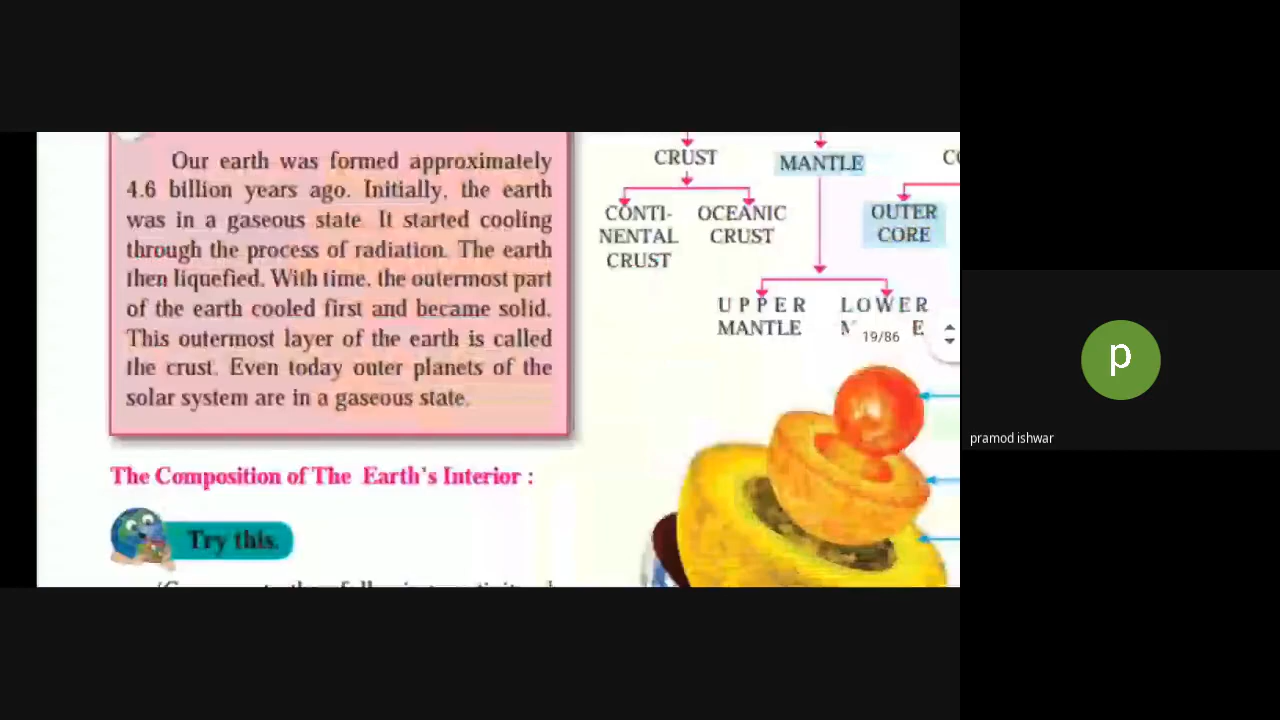 Our earth was formed approximately
4.6 billion years ago. Initially, the earth
was in a gaseous state. It started cooling
through the process of radiation. The earth
then liquefied. With time, the outermost part
of the earth cooled first and became solid.
This outermost layer of the earth is called
the crust. Even today outer planets of the
solar system are in a gaseous state.
The Composition of The Earth's Interior :
Try this.
CRUST
MANTLE
CONTI-
NENTAL
CRUST
OCEANIC
CRUST
OUTER
CORE
UPPER
MANTLE
LOWER
19/86
p
pramod ishwar